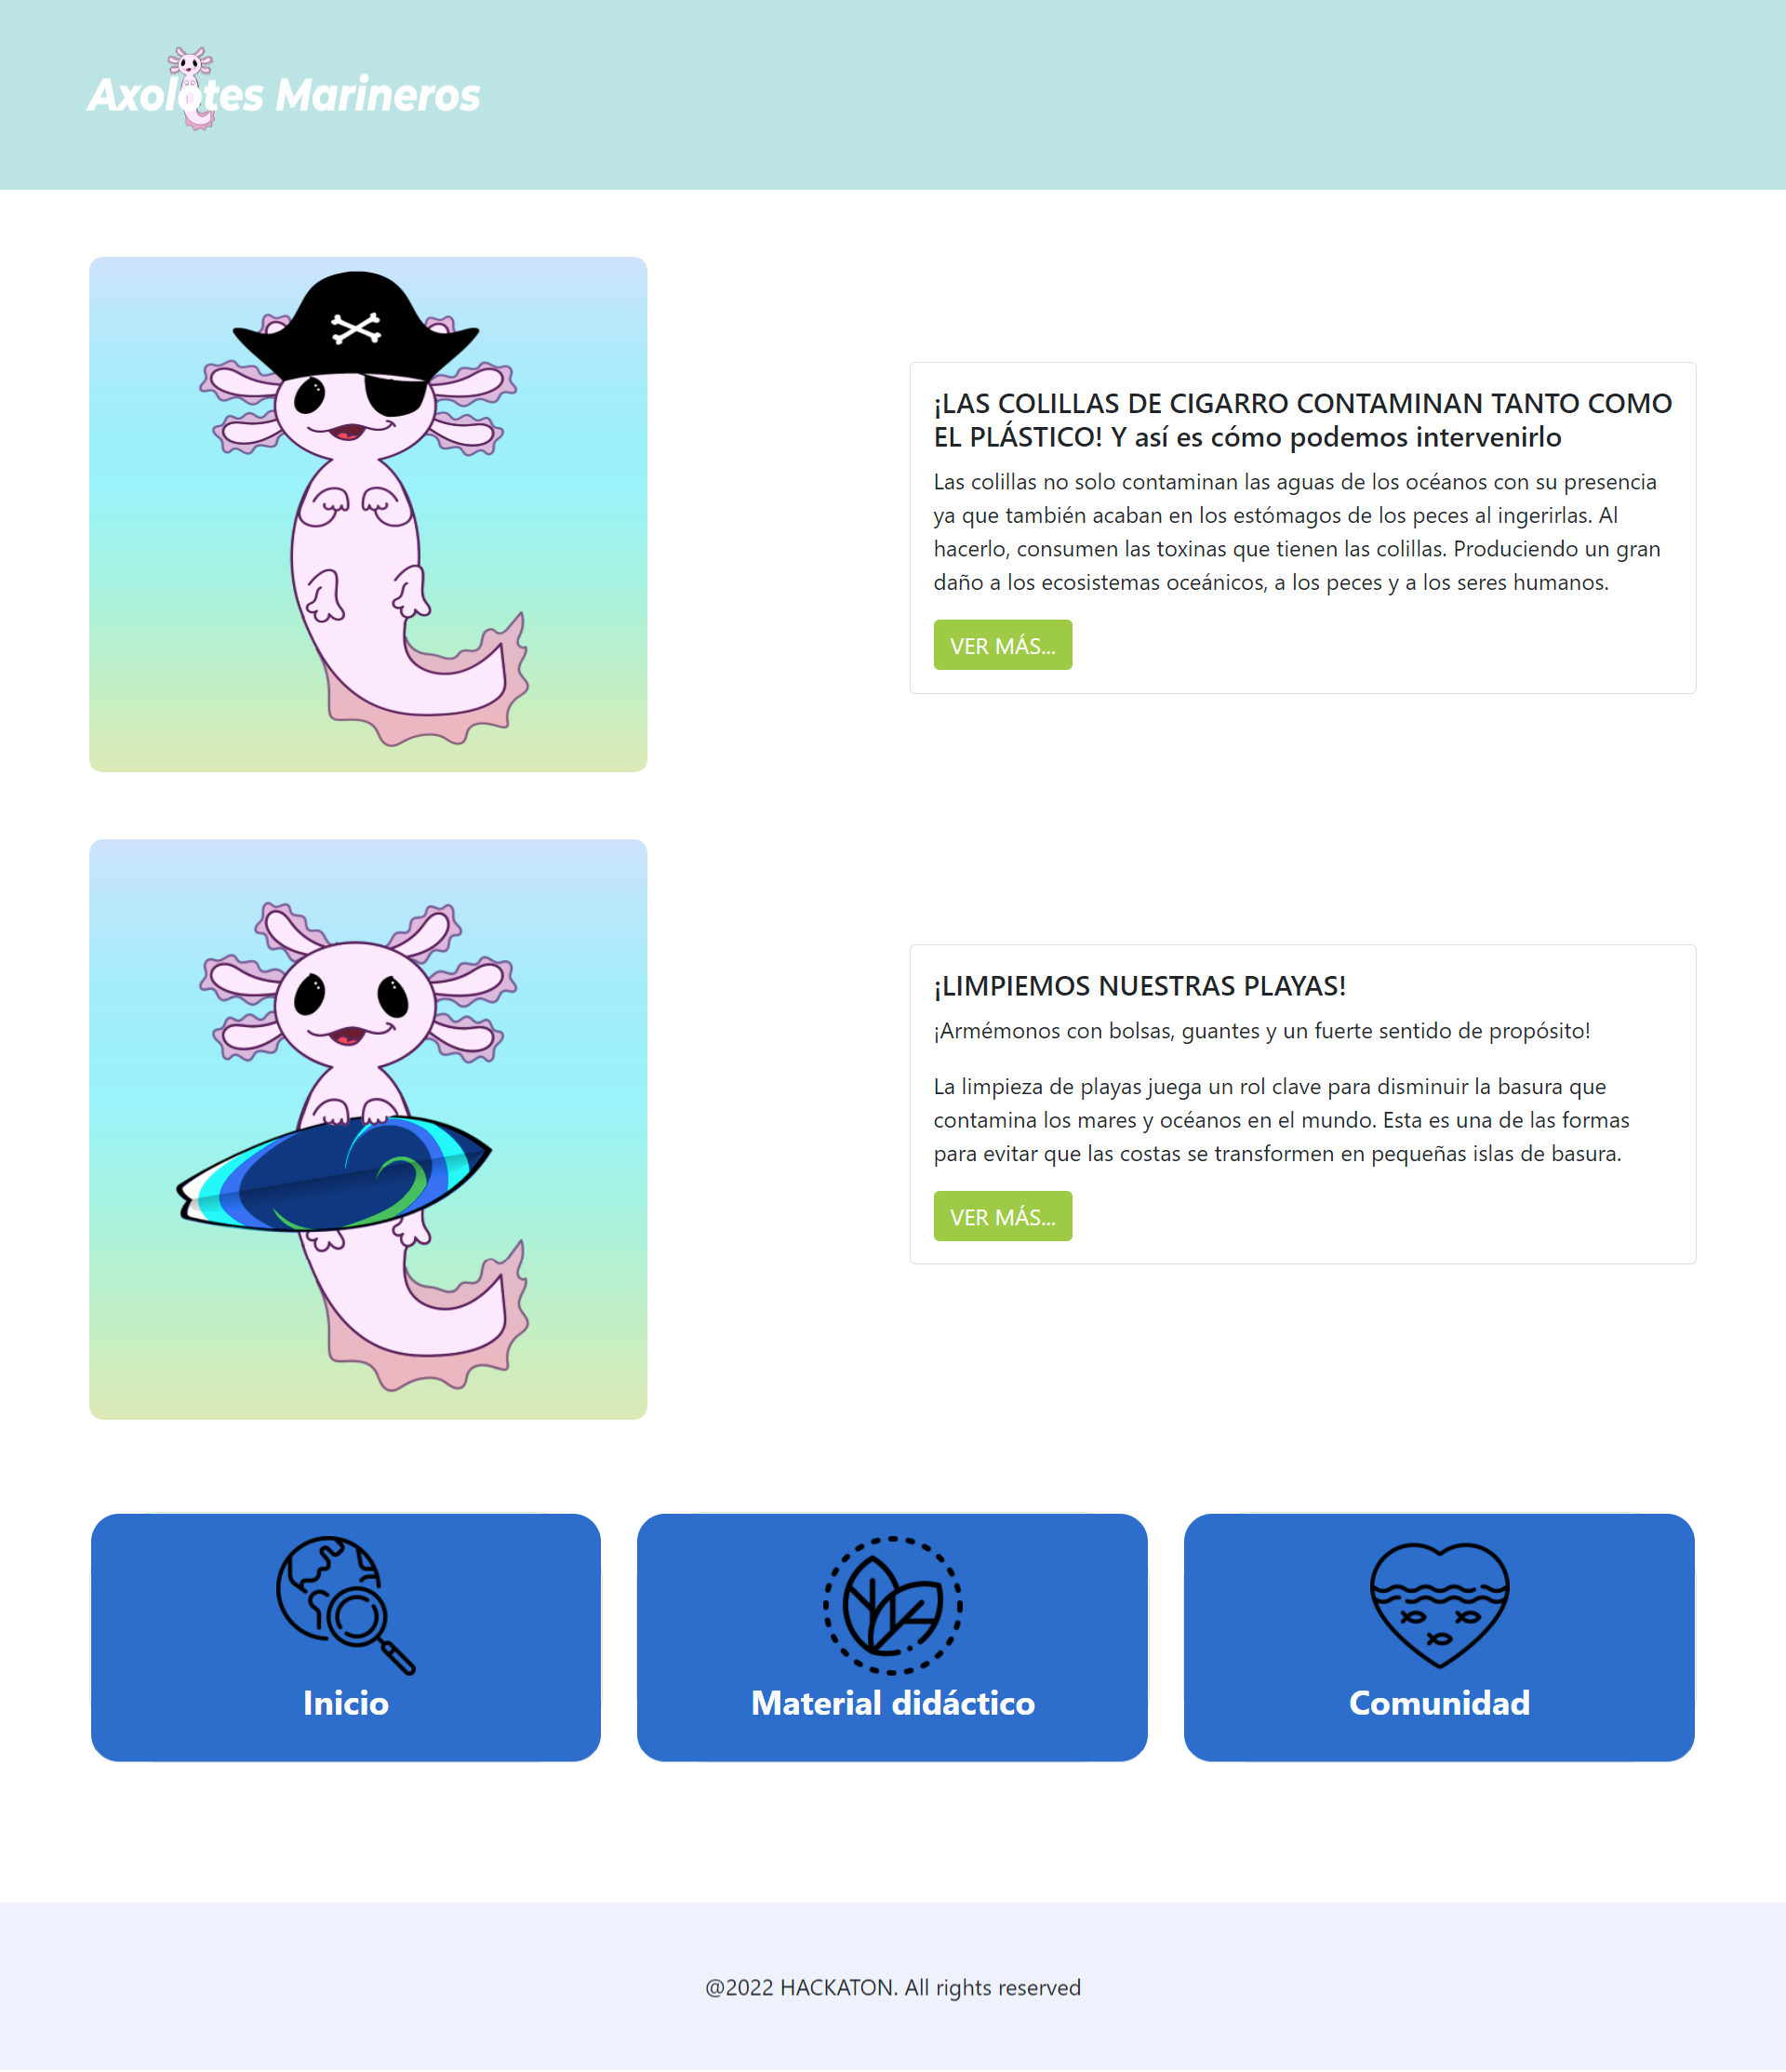 Axolotes Marineros
¡LAS COLILLAS DE CIGARRO CONTAMINAN TANTO COMO
EL PLÁSTICO! Y así es cómo podemos intervenirlo
Las colillas no solo contaminan las aguas de los océanos con su presencia
ya que también acaban en los estómagos de los peces al ingerirlas. Al
hacerlo, consumen las toxinas que tienen las colillas. Produciendo un gran
daño a los ecosistemas oceánicos, a los peces y a los seres humanos.
VER MÁS...
¡LIMPIEMOS NUESTRAS PLAYAS!
¡Armémonos con bolsas, guantes y un fuerte sentido de propósito!
La limpieza de playas juega un rol clave para disminuir la basura que
contamina los mares y océanos en el mundo. Esta es una de las formas
para evitar que las costas se transformen en pequeñas islas de basura.
VER MÁS...
Inicio
Material didáctico
Comunidad
@2022 HACKATON. All rights reserved